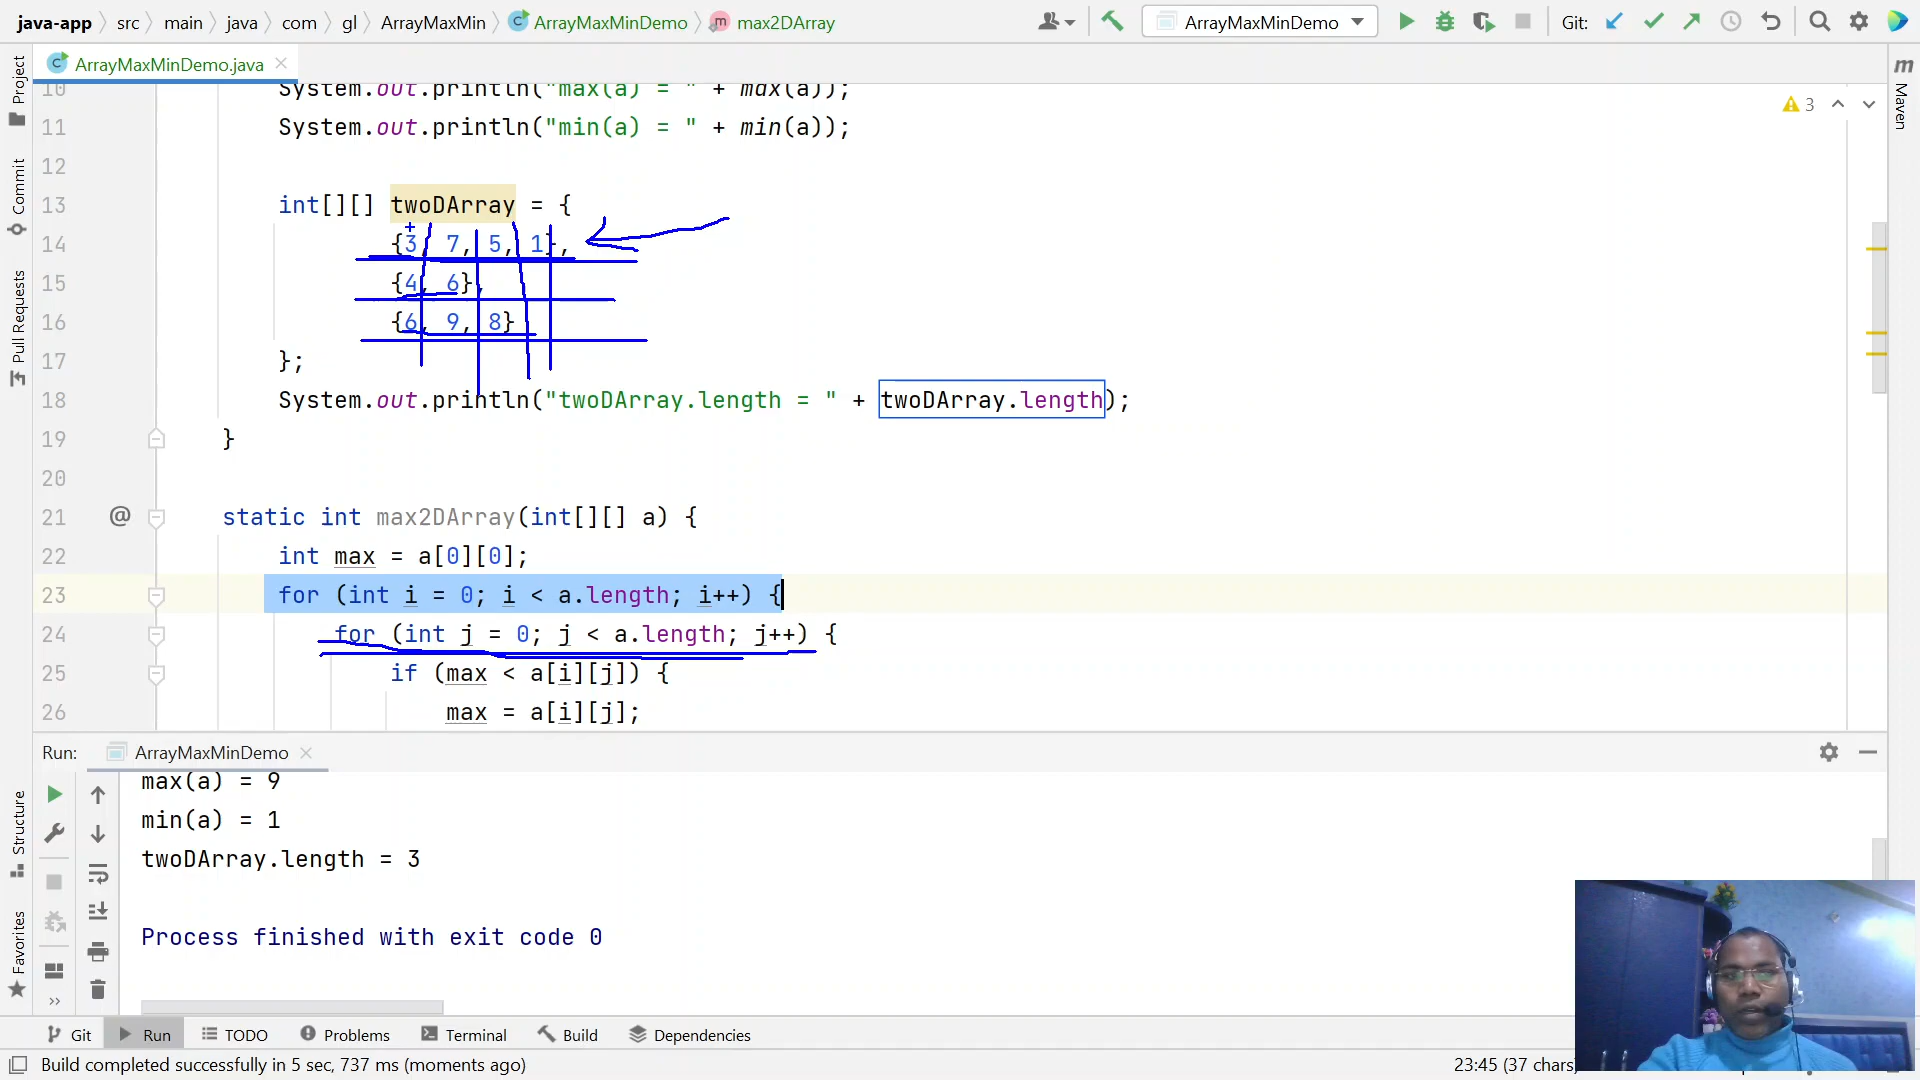 java-app src main java com gl ArrayMaxMin ArrayMaxMinDemo max2DArray ArrayMaxMinDemo Git:
ArrayMaxMinDemo.java
Project
Commit
Pull Requests
Structure
Favorites
Maven
3
10 System.out.println("max(a) = " + max(a));
11 System.out.println("min(a) = " + min(a));
12
13 int[][] twoDArray = {
14 {3, 7, 5, 1},
15 {4, 6},
16 {6, 9, 8}
17 };
18 System.out.println("twoDArray.length = " + twoDArray.length);
19 }
20
21 @ static int max2DArray(int[][] a) {
22 int max = a[0][0];
23 for (int i = 0; i < a.length; i++) {
24 for (int j = 0; j < a.length; j++) {
25 if (max < a[i][j]) {
26 max = a[i][j];
Run: ArrayMaxMinDemo
max(a) = 9
min(a) = 1
twoDArray.length = 3
Process finished with exit code 0
Git Run TODO Problems Terminal Build Dependencies
Build completed successfully in 5 sec, 737 ms (moments ago) 23:45 (37 chars)